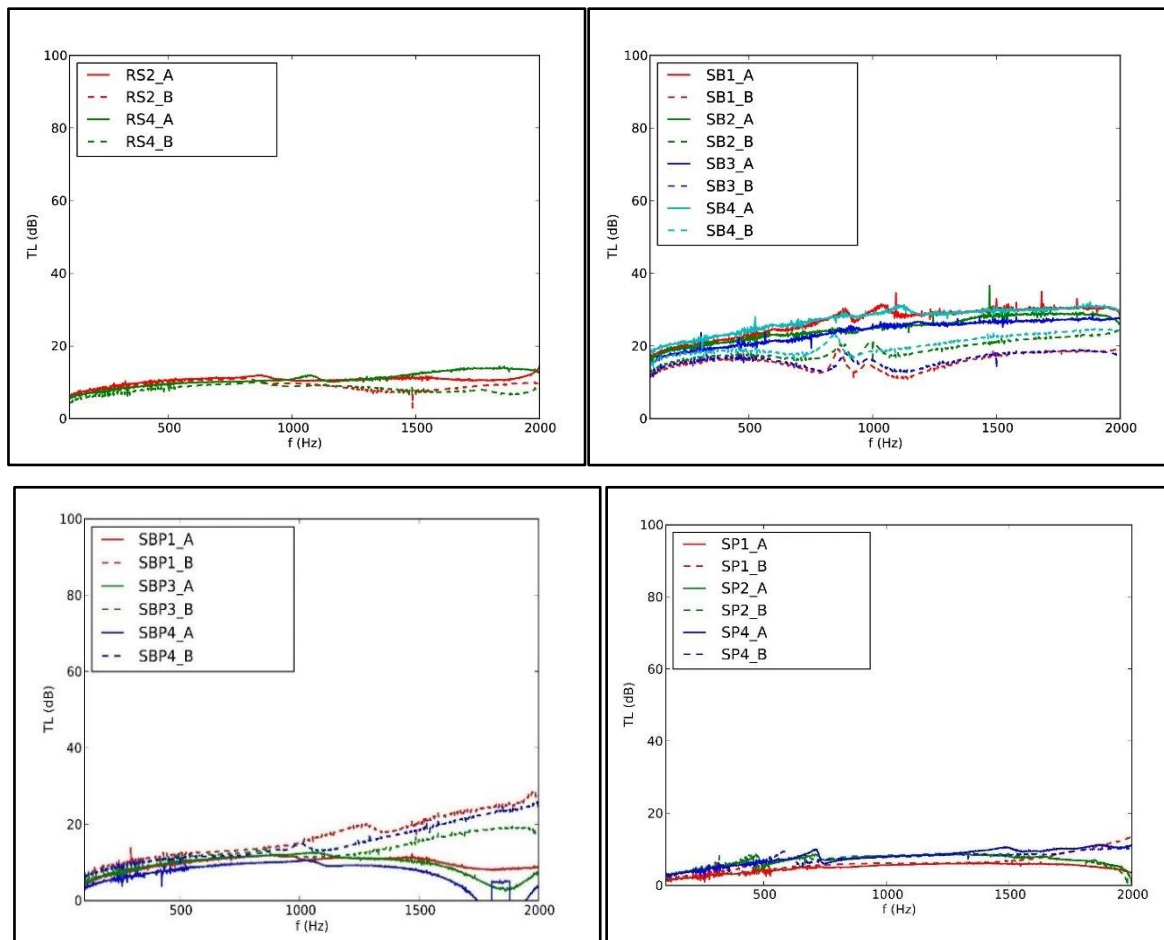 100
80
60
40
20
0
TL (dB)
RS2_A
RS2_B
RS4_A
RS4_B
500
1000
1500
2000
f (Hz)
100
80
60
40
20
0
TL (dB)
SB1_A
SB1_B
SB2_A
SB2_B
SB3_A
SB3_B
SB4_A
SB4_B
500
1000
1500
2000
f (Hz)
100
80
60
40
20
0
TL (dB)
SBP1_A
SBP1_B
SBP3_A
SBP3_B
SBP4_A
SBP4_B
500
1000
1500
2000
f (Hz)
100
80
60
40
20
0
TL (dB)
SP1_A
SP1_B
SP2_A
SP2_B
SP4_A
SP4_B
500
1000
1500
2000
f (Hz)